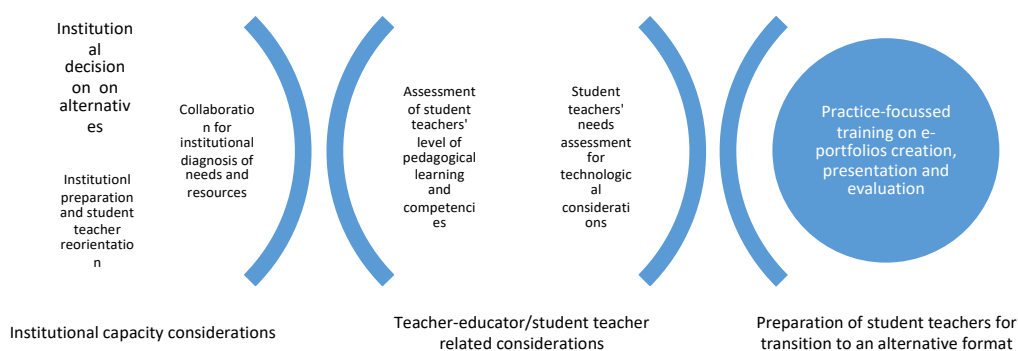 Institution
al
decision
on on
alternativ
es
Institutionl
preparation
and student
teacher
reorientatio
n
Collaboratio
n for
institutional
diagnosis of
needs and
resources
Assessment
of student
teachers'
level of
pedagogical
learning
and
competenci
es
Student
teachers'
needs
assessment
for
technologi
cal
considerati
ons
Practice-focussed
training on e-
portfolios creation,
presentation and
evaluation
Institutional capacity considerations
Teacher-educator/student teacher
related considerations
Preparation of student teachers for
transition to an alternative format